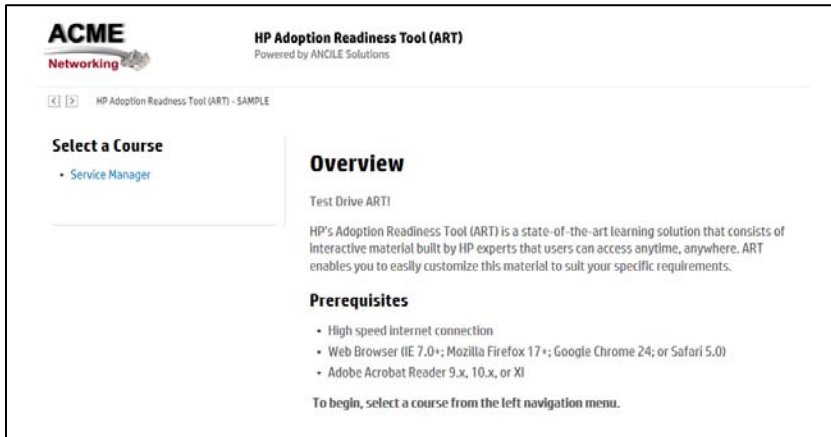 ACME
Networking
HP Adoption Readiness Tool (ART)
Powered by ANCILE Solutions
< > HP Adoption Readness Tool (ART) - SAMPLE
Select a Course
• Service Manager
Overview
Test Drive ART!
HP's Adoption Readiness Tool (ART) is a state-of-the-art learning solution that consists of
interactive material built by HP experts that users can access anytime, anywhere. ART
enables you to easily customize this material to suit your specific requirements.
Prerequisites
• High speed internet connection
• Web Browser (IE 7.0+; Mozilla Firefox 17+; Google Chrome 24; or Safari 5.0)
• Adobe Acrobat Reader 9.x, 10.x, or XI
To begin, select a course from the left navigation menu.